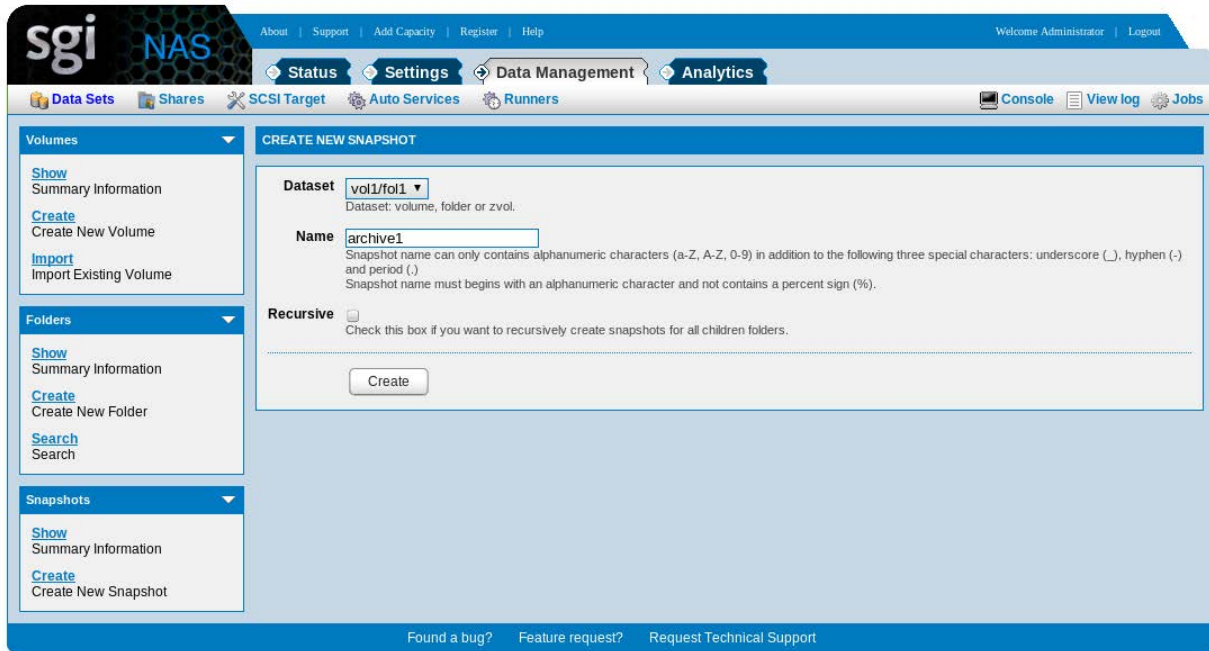 sgi NAS
About | Support | Add Capacity | Register | Help
Welcome Administrator | Logout
Status
Settings
Data Management
Analytics
Data Sets
Shares
SCSI Target
Auto Services
Runners
Console
View log
Jobs
Volumes
Show
Summary Information
Create
Create New Volume
Import
Import Existing Volume
Folders
Show
Summary Information
Create
Create New Folder
Search
Search
Snapshots
Show
Summary Information
Create
Create New Snapshot
CREATE NEW SNAPSHOT
Dataset vol1/fol1
Dataset: volume, folder or zvol.
Name archive1
Snapshot name can only contains alphanumeric characters (a-Z, A-Z, 0-9) in addition to the following three special characters: underscore (_), hyphen (-)
and period (.)
Snapshot name must begins with an alphanumeric character and not contains a percent sign (%).
Recursive
Check this box if you want to recursively create snapshots for all children folders.
Create
Found a bug? Feature request? Request Technical Support